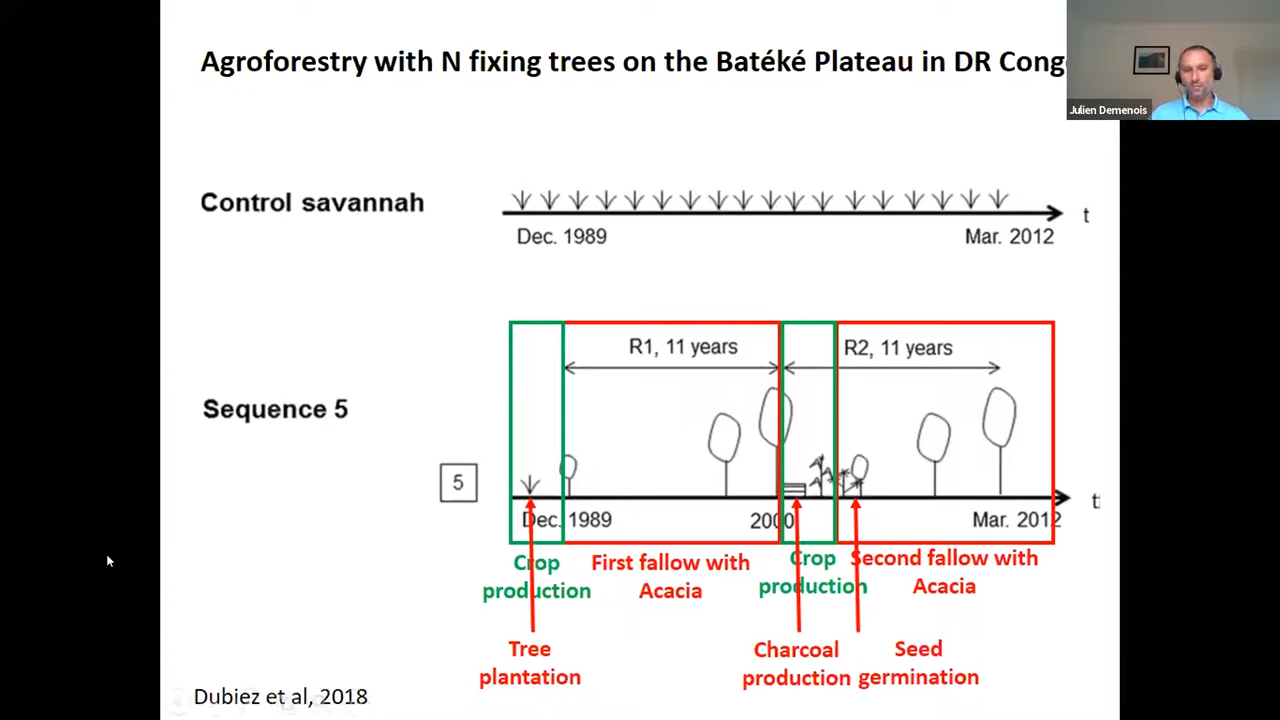 Agroforestry with N fixing trees on the Batéké Plateau in DR Cong
Julien Demenois
Control savannah
t
Dec. 1989
Mar. 2012
R1, 11 years
R2, 11 years
Sequence 5
5
Dec. 1989
2000
Mar. 2012
t
Crop
production
First fallow with
Acacia
Crop
production
Second fallow with
Acacia
Tree
plantation
Charcoal
production
Seed
germination
Dubiez et al, 2018